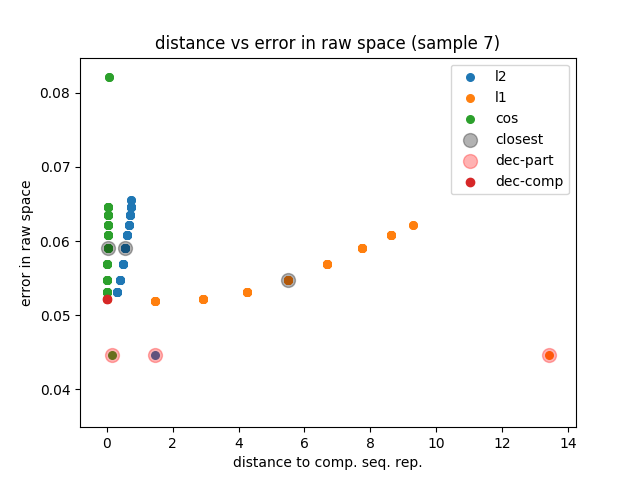 distance vs error in raw space (sample 7)
error in raw space
0.08
0.07
0.06
0.05
0.04
l2
l1
cos
closest
dec-part
dec-comp
0 2 4 6 8 10 12 14
distance to comp. seq. rep.